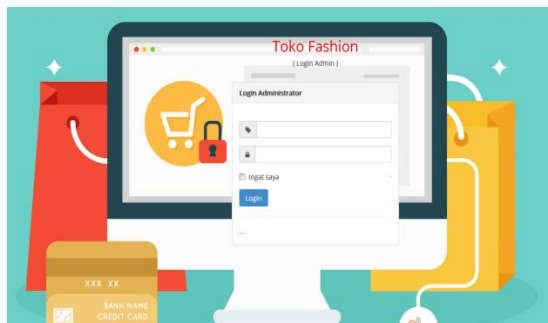 Toko Fashion
( Login Admin )
Login Administrator
Ingat saya
Login
XXX XX
BANK NAME
CREDIT CARD